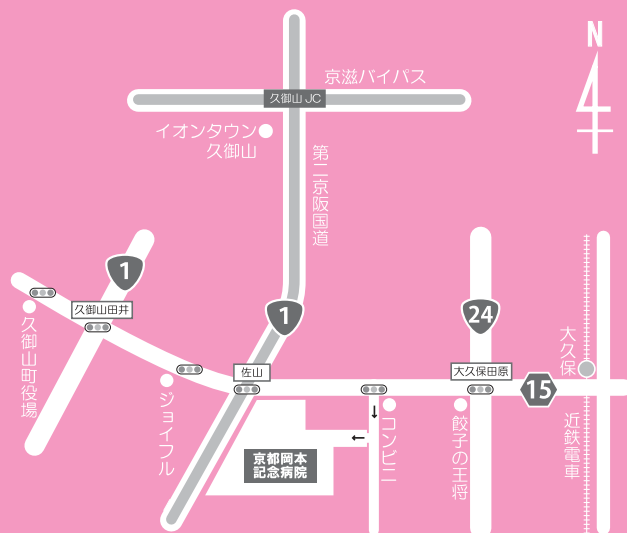 N
京滋バイパス
久御山JC
イオンタウン
久御山
第二京阪国道
1
久御山田井
1
24
大久保
久御山町役場
佐山
大久保田原
15
ジョイフル
コンビニ
餃子の王将
近鉄電車
京都岡本
記念病院